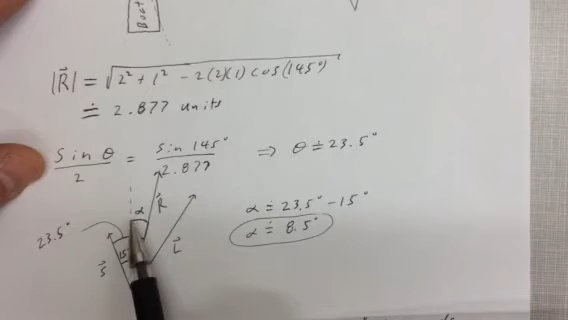 Boat
|R⃗| = √2² + 1² - 2(2)(1) cos(145°)
≐ 2.877 units
Sin θ / 2 = Sin 145° / 2.877 ⇒ θ ≐ 23.5°
α R⃗
α ≐ 23.5° - 15°
23.5°
α ≐ 8.5°
S⃗ 15 L⃗